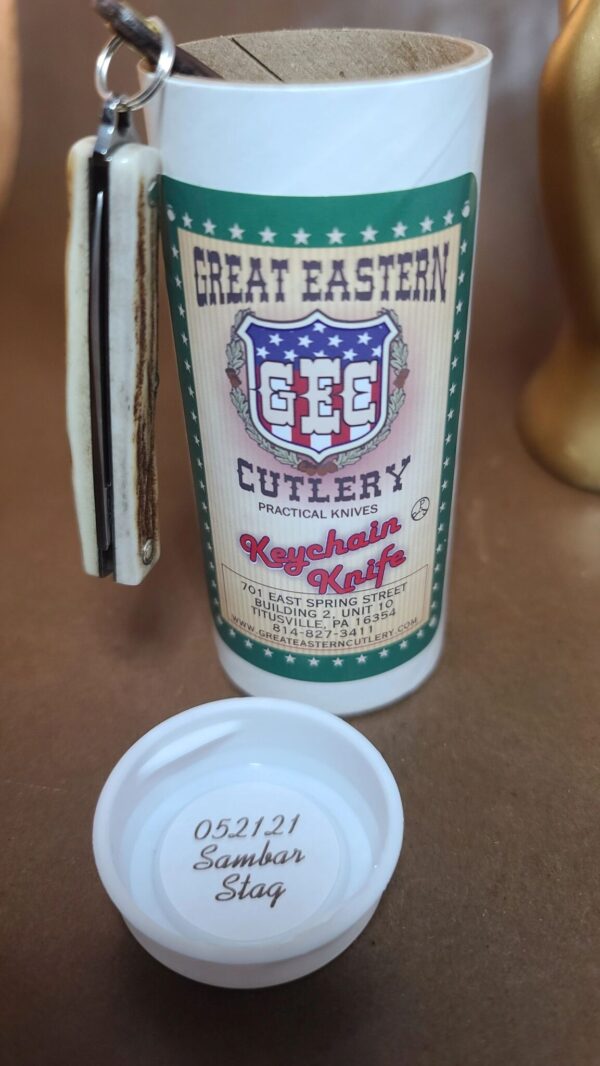 GREAT EASTERN
GEC
CUTLERY
PRACTICAL KNIVES
Keychain
Knife
701 EAST SPRING STREET
BUILDING 2, UNIT 10
TITUSVILLE, PA 16354
814-827-3411
WWW.GREATEASTERNCUTLERY.COM
052121
Sambar
Stag